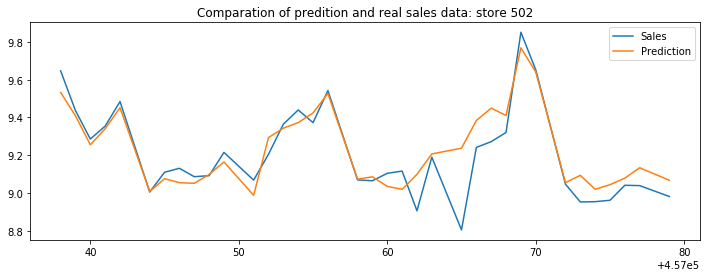 Comparation of predition and real sales data: store 502
Sales
Prediction
9.8
9.6
9.4
9.2
9.0
8.8
40 50 60 70 80
+4.57e5